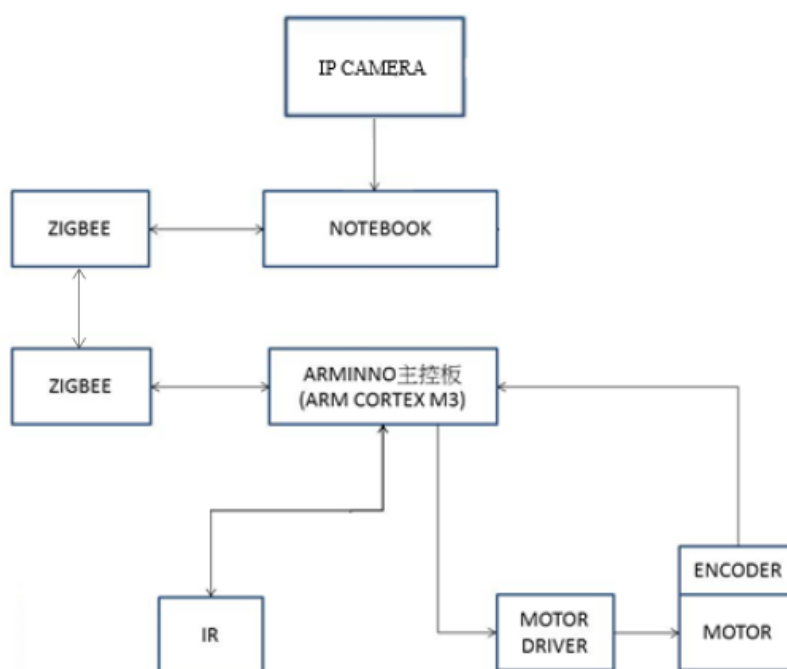 IP CAMERA
ZIGBEE
NOTEBOOK
ZIGBEE
ARMINNO主控板
(ARM CORTEX M3)
ENCODER
IR
MOTOR
DRIVER
MOTOR